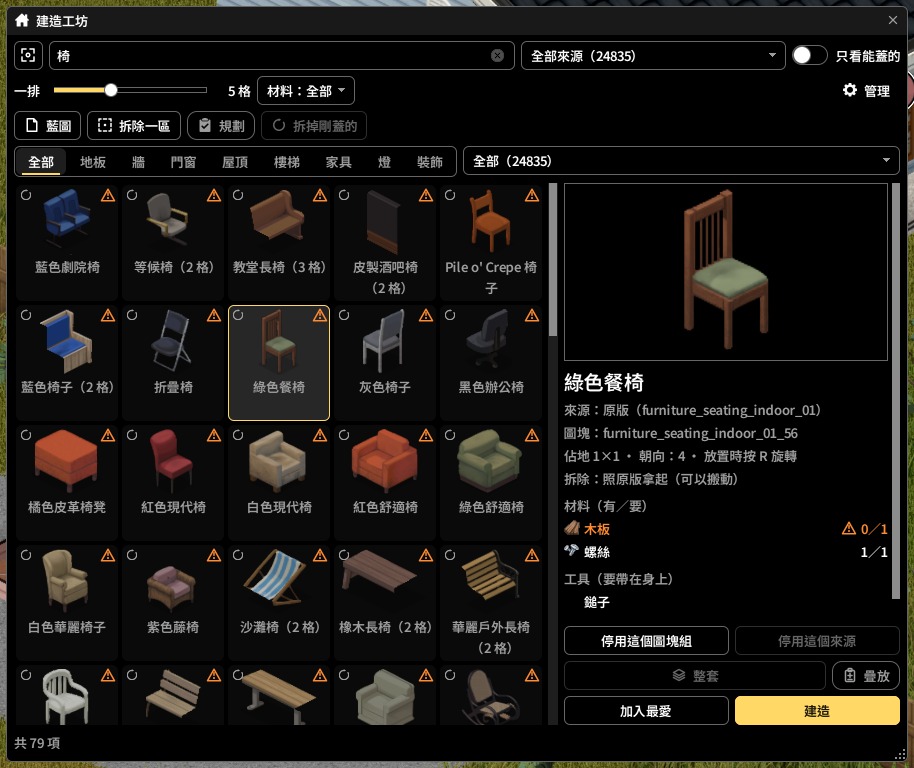 建造工坊
椅
全部來源（24835）
只看能蓋的
一排
5 格
材料：全部
管理
藍圖
拆除一區
規劃
拆掉剛蓋的
全部
地板
牆
門窗
屋頂
樓梯
家具
燈
裝飾
全部（24835）
藍色劇院椅
等候椅（2 格）
教堂長椅（3 格）
皮製酒吧椅
（2 格）
Pile o' Crepe 椅
子
藍色椅子（2 格）
折疊椅
綠色餐椅
灰色椅子
黑色辦公椅
橘色皮革椅凳
紅色現代椅
白色現代椅
紅色舒適椅
綠色舒適椅
白色華麗椅子
紫色藤椅
沙灘椅（2 格）
橡木長椅（2 格）
華麗戶外長椅
（2 格）
綠色餐椅
來源：原版（furniture_seating_indoor_01）
圖塊：furniture_seating_indoor_01_56
佔地 1×1 · 朝向：4 · 放置時按 R 旋轉
拆除：照原版拿起（可以搬動）
材料（有／要）
木板
0／1
螺絲
1／1
工具（要帶在身上）
鎚子
停用這個圖塊組
停用這個來源
整套
疊放
加入最愛
建造
共 79 項